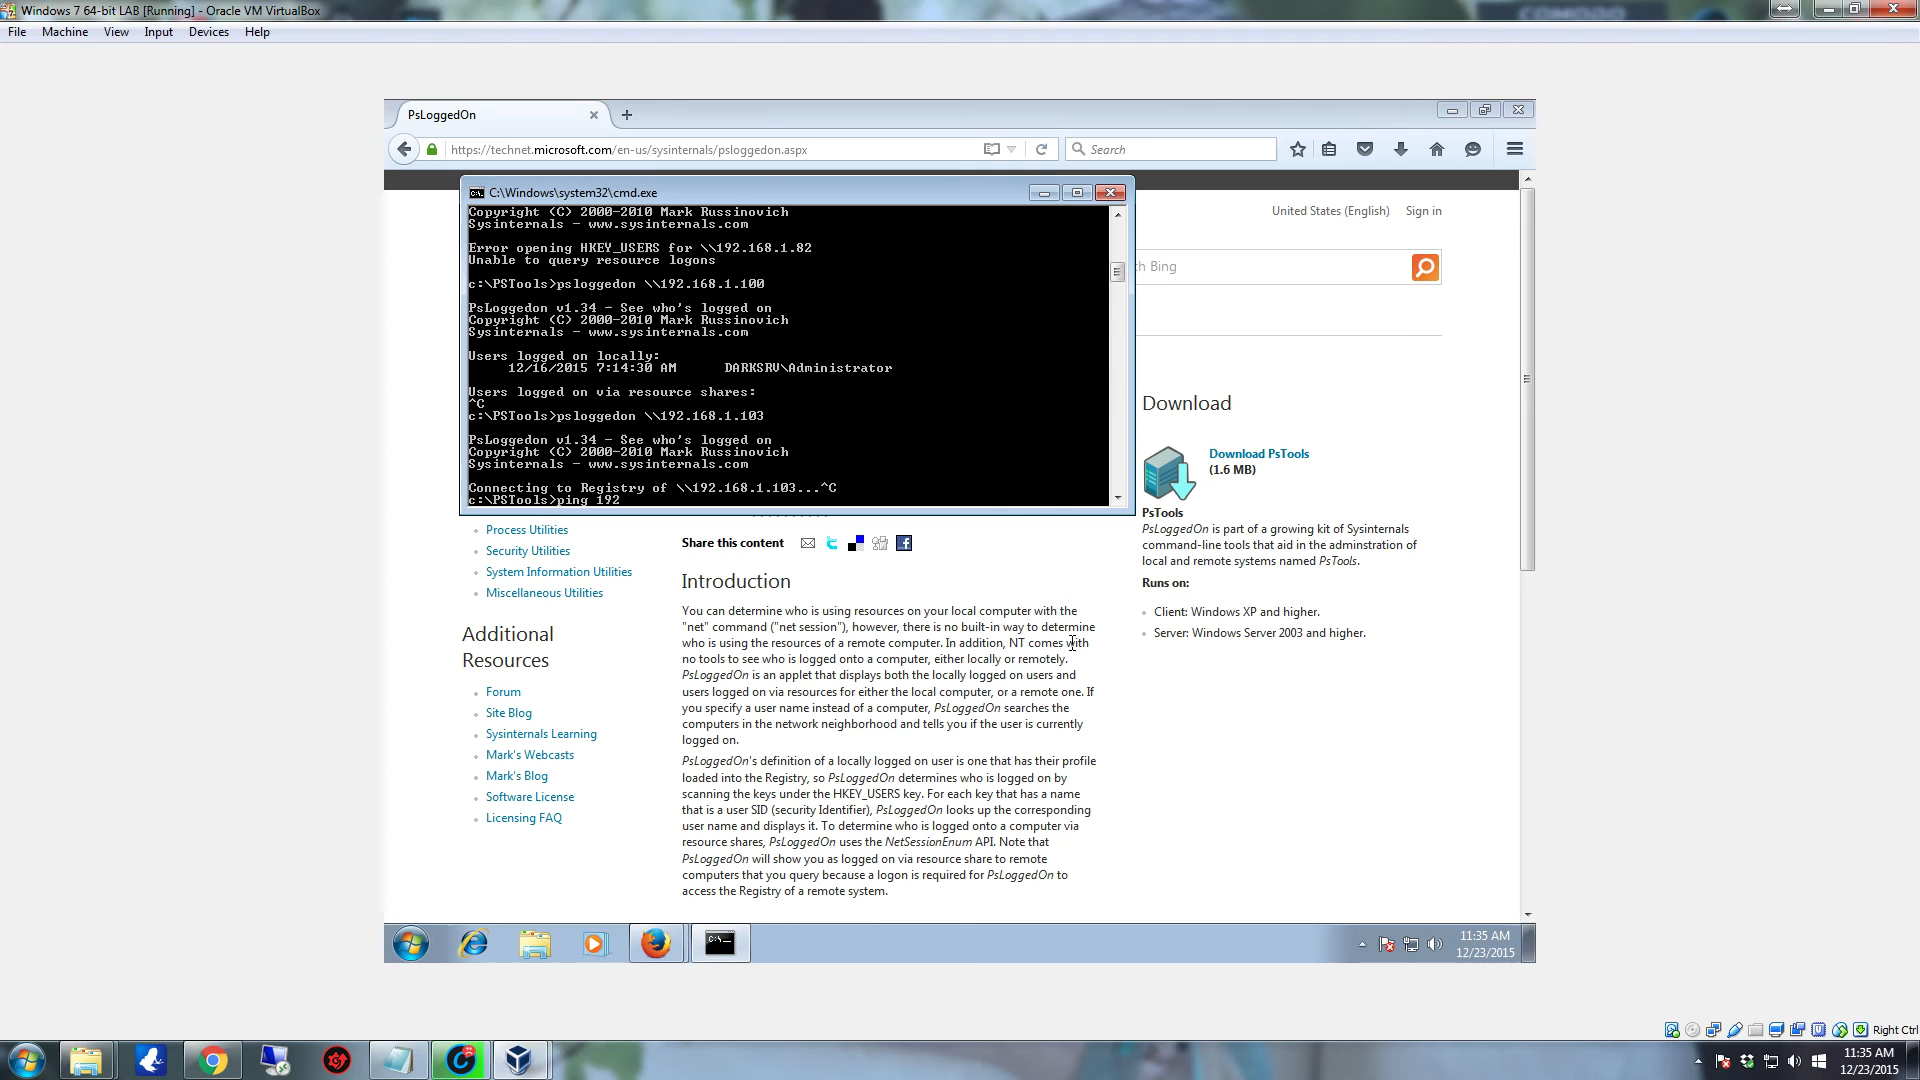 Windows 7 64-bit LAB [Running] - Oracle VM VirtualBox
File Machine View Input Devices Help
PsLoggedOn
https://technet.microsoft.com/en-us/sysinternals/psloggedon.aspx
Search
C:\Windows\system32\cmd.exe
Copyright (C) 2000-2010 Mark Russinovich
Sysinternals - www.sysinternals.com
Error opening HKEY_USERS for \\192.168.1.82
Unable to query resource logons
c:\PSTools>psloggedon \\192.168.1.100
PsLoggedon v1.34 - See who's logged on
Copyright (C) 2000-2010 Mark Russinovich
Sysinternals - www.sysinternals.com
Users logged on locally:
12/16/2015 7:14:30 AM DARKSRV\Administrator
Users logged on via resource shares:
^C
c:\PSTools>psloggedon \\192.168.1.103
PsLoggedon v1.34 - See who's logged on
Copyright (C) 2000-2010 Mark Russinovich
Sysinternals - www.sysinternals.com
Connecting to Registry of \\192.168.1.103...^C
c:\PSTools>ping 192
United States (English) Sign in
Bing
Process Utilities
Security Utilities
System Information Utilities
Miscellaneous Utilities
Additional
Resources
Forum
Site Blog
Sysinternals Learning
Mark's Webcasts
Mark's Blog
Software License
Licensing FAQ
Share this content
Introduction
You can determine who is using resources on your local computer with the
"net" command ("net session"), however, there is no built-in way to determine
who is using the resources of a remote computer. In addition, NT comes with
no tools to see who is logged onto a computer, either locally or remotely.
PsLoggedOn is an applet that displays both the locally logged on users and
users logged on via resources for either the local computer, or a remote one. If
you specify a user name instead of a computer, PsLoggedOn searches the
computers in the network neighborhood and tells you if the user is currently
logged on.
PsLoggedOn's definition of a locally logged on user is one that has their profile
loaded into the Registry, so PsLoggedOn determines who is logged on by
scanning the keys under the HKEY_USERS key. For each key that has a name
that is a user SID (security Identifier), PsLoggedOn looks up the corresponding
user name and displays it. To determine who is logged onto a computer via
resource shares, PsLoggedOn uses the NetSessionEnum API. Note that
PsLoggedOn will show you as logged on via resource share to remote
computers that you query because a logon is required for PsLoggedOn to
access the Registry of a remote system.
Download
Download PsTools
(1.6 MB)
PsTools
PsLoggedOn is part of a growing kit of Sysinternals
command-line tools that aid in the adminstration of
local and remote systems named PsTools.
Runs on:
Client: Windows XP and higher.
Server: Windows Server 2003 and higher.
11:35 AM
12/23/2015
Right Ctrl
11:35 AM
12/23/2015